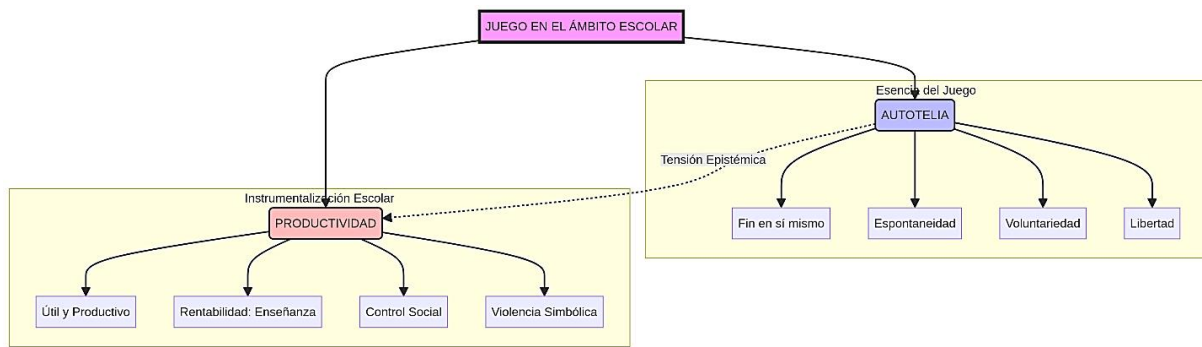 JUEGO EN EL ÁMBITO ESCOLAR
Esencia del Juego
AUTOTELIA
Tensión Epistémica
Fin en sí mismo
Espontaneidad
Voluntariedad
Libertad
Instrumentalización Escolar
PRODUCTIVIDAD
Útil y Productivo
Rentabilidad: Enseñanza
Control Social
Violencia Simbólica